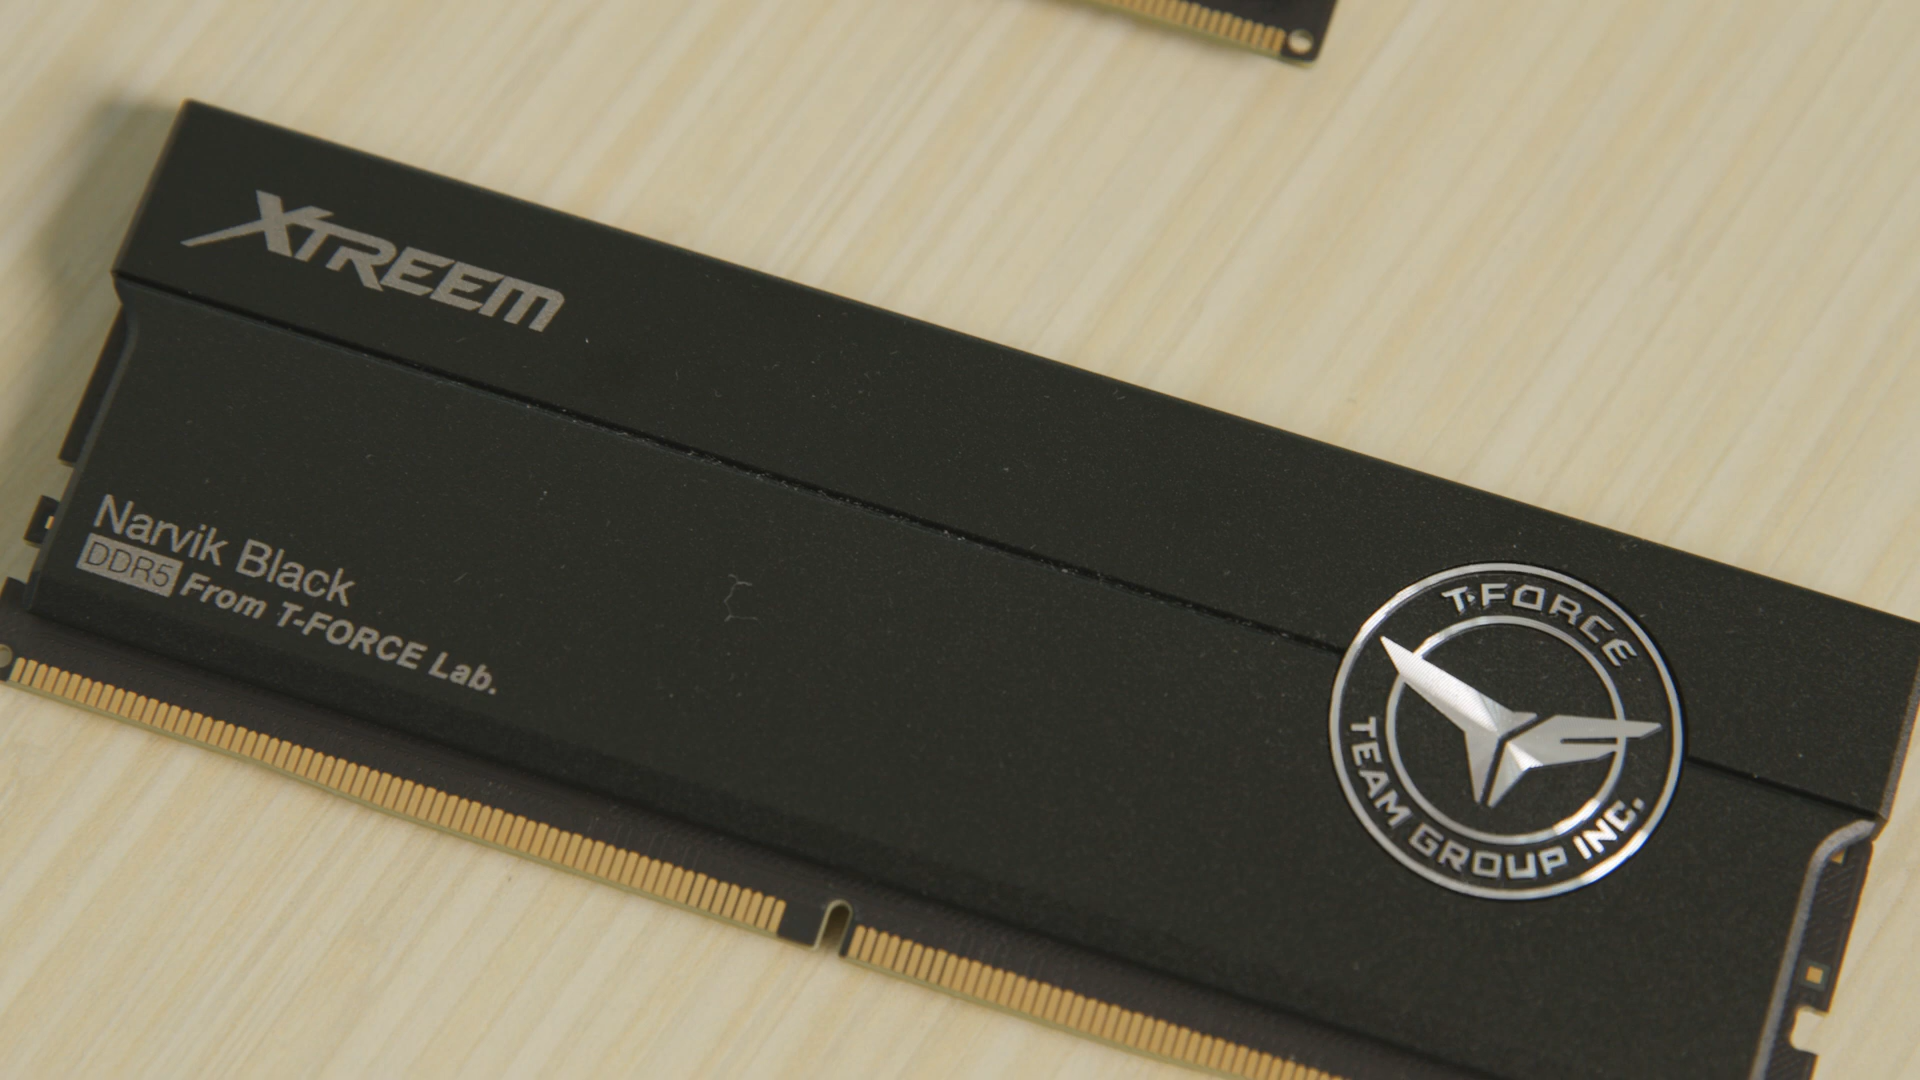 XTREEM
Narvik Black
DDR5 From T-FORCE Lab.
T-FORCE
TEAM GROUP INC.